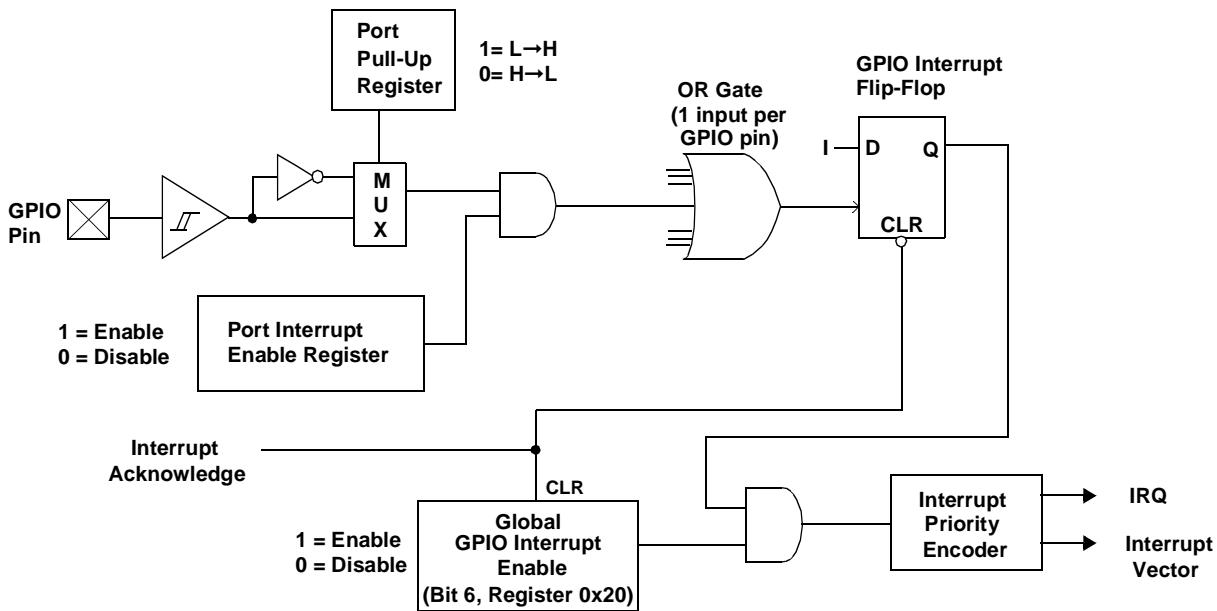 Port
Pull-Up
Register
1= L→H
0= H→L
GPIO Interrupt
Flip-Flop
OR Gate
(1 input per
GPIO pin)
I
D
Q
CLR
M
U
X
GPIO
Pin
1 = Enable
0 = Disable
Port Interrupt
Enable Register
Interrupt
Acknowledge
CLR
1 = Enable
0 = Disable
Global
GPIO Interrupt
Enable
(Bit 6, Register 0x20)
Interrupt
Priority
Encoder
IRQ
Interrupt
Vector